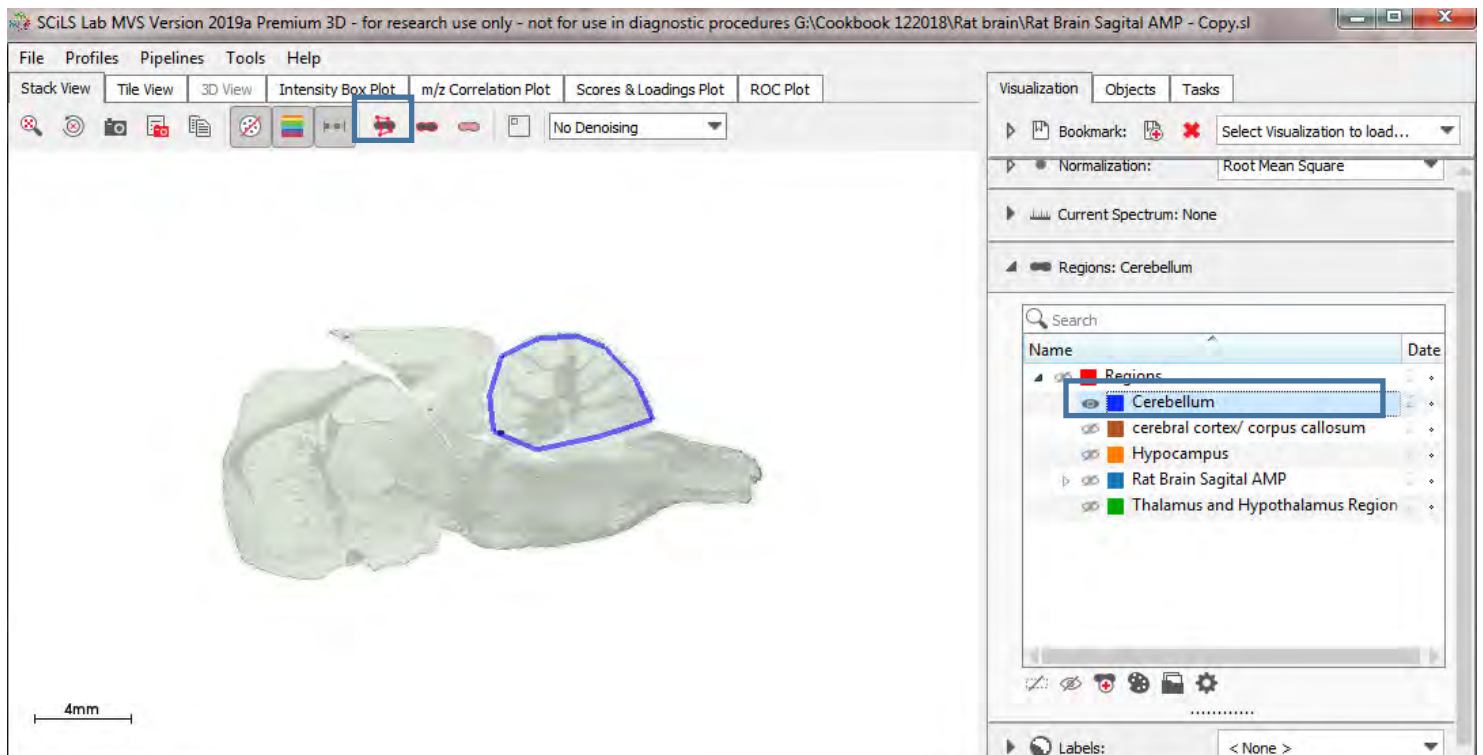 SCiLS Lab MVS Version 2019a Premium 3D - for research use only - not for use in diagnostic procedures G:\Cookbook 122018\Rat brain\Rat Brain Sagital AMP - Copy.sl
File Profiles Pipelines Tools Help
Stack View Tile View 3D View Intensity Box Plot m/z Correlation Plot Scores & Loadings Plot ROC Plot
No Denoising
Visualization Objects Tasks
Bookmark: Select Visualization to load...
Normalization: Root Mean Square
Current Spectrum: None
Regions: Cerebellum
Search
Name Date
Regions
Cerebellum
cerebral cortex/ corpus callosum
Hypocampus
Rat Brain Sagital AMP
Thalamus and Hypothalamus Region
Labels: < None >
4mm